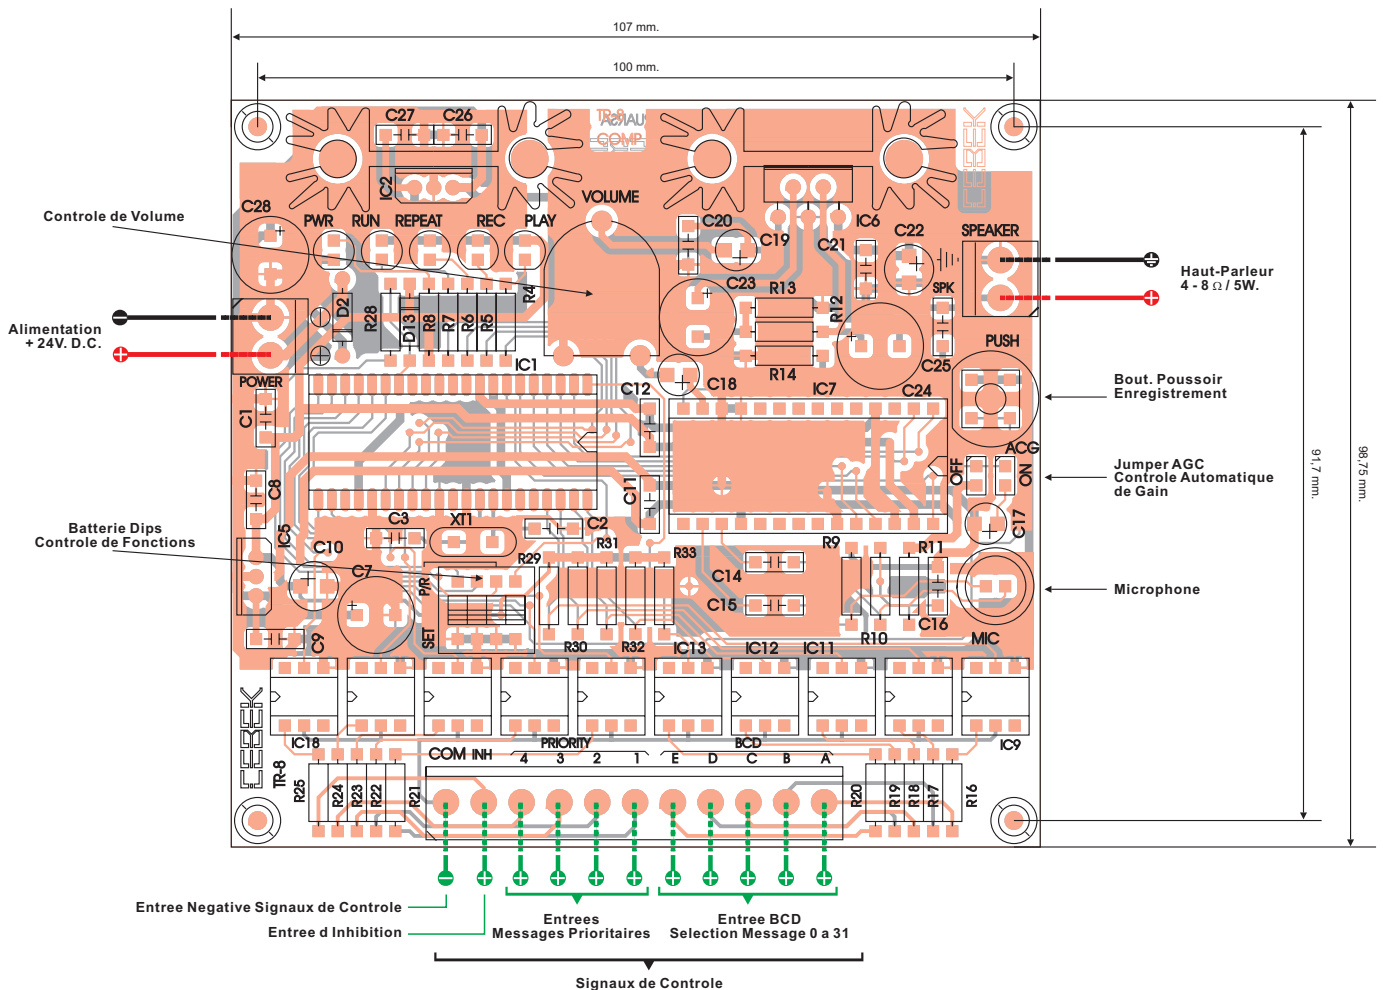 107 mm.
100 mm.
C27
C26
TR-8
COMP
CEBEK
IC2
VOLUME
C28
PWR
RUN
REPEAT
REC
PLAY
C20
C19
C21
IC6
C22
SPEAKER
Controle de Volume
Haut-Parleur
4 - 8 Ω / 5W.
C23
R13
R12
SPK
Alimentation
+ 24V. D.C.
D2
R28
D13
R8
R7
R6
R5
R4
R14
C25
PUSH
POWER
IC1
C18
IC7
C24
C12
C1
Bout. Poussoir
Enregistrement
ACG
OFF
ON
Jumper AGC
Controle Automatique
de Gain
91,7 mm.
98,75 mm.
C8
C11
C17
Batterie Dips
Controle de Fonctions
IC5
C3
XT1
C2
R29
R31
R33
R9
R11
C10
C7
P/R
C14
C15
Microphone
SET
C9
R30
R32
IC13
IC12
IC11
R10
C16
MIC
CEBEK
TR-8
IC18
IC9
COM
INH
PRIORITY
BCD
4
3
2
1
E
D
C
B
A
R25
R24
R23
R22
R21
R20
R19
R18
R17
R16
Entree Negative Signaux de Controle
Entree d Inhibition
Entrees
Messages Prioritaires
Entree BCD
Selection Message 0 a 31
Signaux de Controle